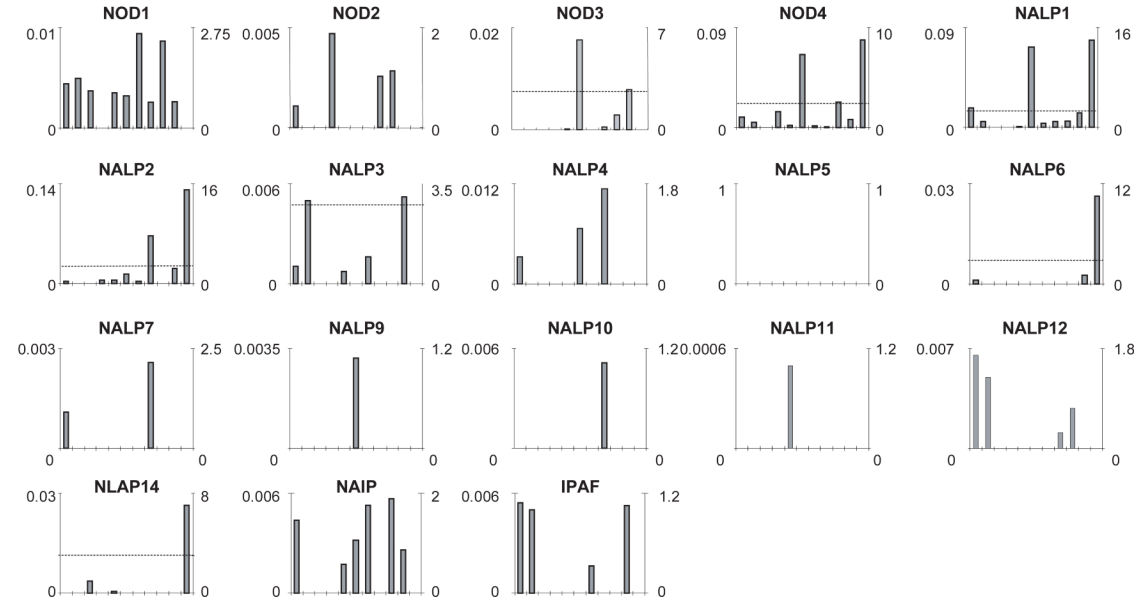 NOD1 NOD2 NOD3 NOD4 NALP1
0.01 2.75 0.005 2 0.02 7 0.09 10 0.09 16
0 0 0 0 0 0 0 0 0 0
NALP2 NALP3 NALP4 NALP5 NALP6
0.14 16 0.006 3.5 0.012 1.8 1 1 0.03 12
0 0 0 0 0 0 0 0 0 0
NALP7 NALP9 NALP10 NALP11 NALP12
0.003 2.5 0.0035 1.2 0.006 1.2 0.0006 1.2 0.007 1.8
0 0 0 0 0 0 0 0 0 0
NLAP14 NAIP IPAF
0.03 8 0.006 2 0.006 1.2
0 0 0 0 0 0